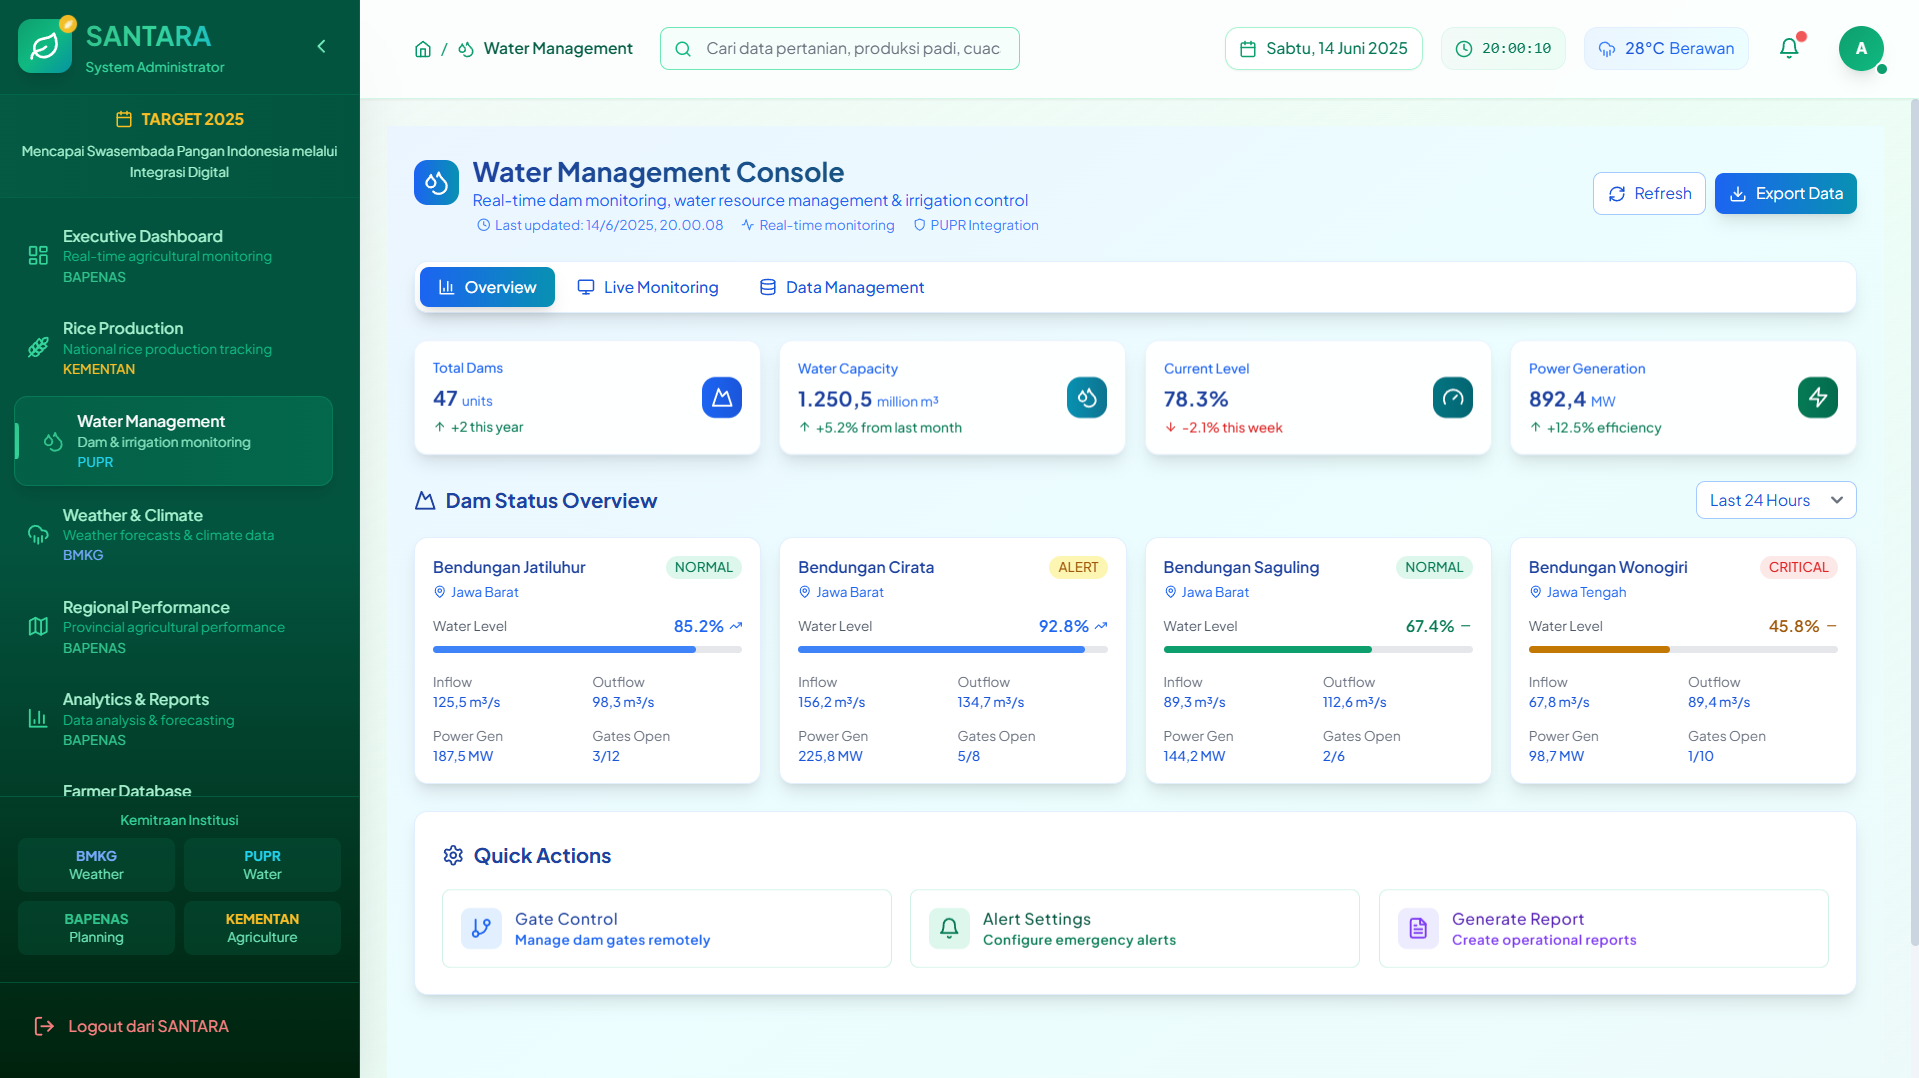 SANTARA
System Administrator
TARGET 2025
Mencapai Swasembada Pangan Indonesia melalui
Integrasi Digital
Executive Dashboard
Real-time agricultural monitoring
BAPENAS
Rice Production
National rice production tracking
KEMENTAN
Water Management
Dam & irrigation monitoring
PUPR
Weather & Climate
Weather forecasts & climate data
BMKG
Regional Performance
Provincial agricultural performance
BAPENAS
Analytics & Reports
Data analysis & forecasting
BAPENAS
Farmer Database
Kemitraan Institusi
BMKG
Weather
PUPR
Water
BAPENAS
Planning
KEMENTAN
Agriculture
Logout dari SANTARA
/ Water Management
Cari data pertanian, produksi padi, cuac
Sabtu, 14 Juni 2025
20:00:10
28°C Berawan
A
Water Management Console
Real-time dam monitoring, water resource management & irrigation control
Last updated: 14/6/2025, 20.00.08 Real-time monitoring PUPR Integration
Refresh
Export Data
Overview
Live Monitoring
Data Management
Total Dams
47 units
+2 this year
Water Capacity
1.250,5 million m³
+5.2% from last month
Current Level
78.3%
-2.1% this week
Power Generation
892,4 MW
+12.5% efficiency
Dam Status Overview
Last 24 Hours
Bendungan Jatiluhur NORMAL
Jawa Barat
Water Level 85.2%
Inflow Outflow
125,5 m³/s 98,3 m³/s
Power Gen Gates Open
187,5 MW 3/12
Bendungan Cirata ALERT
Jawa Barat
Water Level 92.8%
Inflow Outflow
156,2 m³/s 134,7 m³/s
Power Gen Gates Open
225,8 MW 5/8
Bendungan Saguling NORMAL
Jawa Barat
Water Level 67.4%
Inflow Outflow
89,3 m³/s 112,6 m³/s
Power Gen Gates Open
144,2 MW 2/6
Bendungan Wonogiri CRITICAL
Jawa Tengah
Water Level 45.8%
Inflow Outflow
67,8 m³/s 89,4 m³/s
Power Gen Gates Open
98,7 MW 1/10
Quick Actions
Gate Control
Manage dam gates remotely
Alert Settings
Configure emergency alerts
Generate Report
Create operational reports